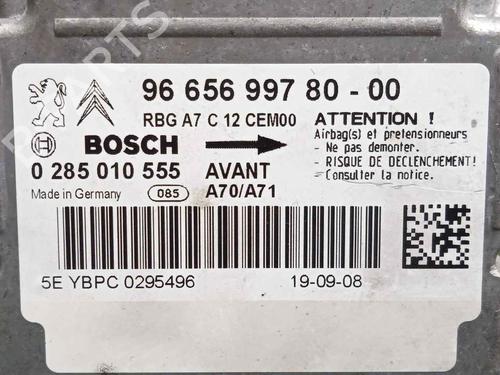 96 656 997 80 - 00
RBG A7 C 12 CEM00
ATTENTION !
Airbag(s) et pretensionneurs
- Ne pas demonter.
- RISQUE DE DECLENCHEMENT!
- Consulter la notice.
BOSCH
0 285 010 555
AVANT
Made in Germany
085
A70/A71
5E YBPC 0295496
19-09-08